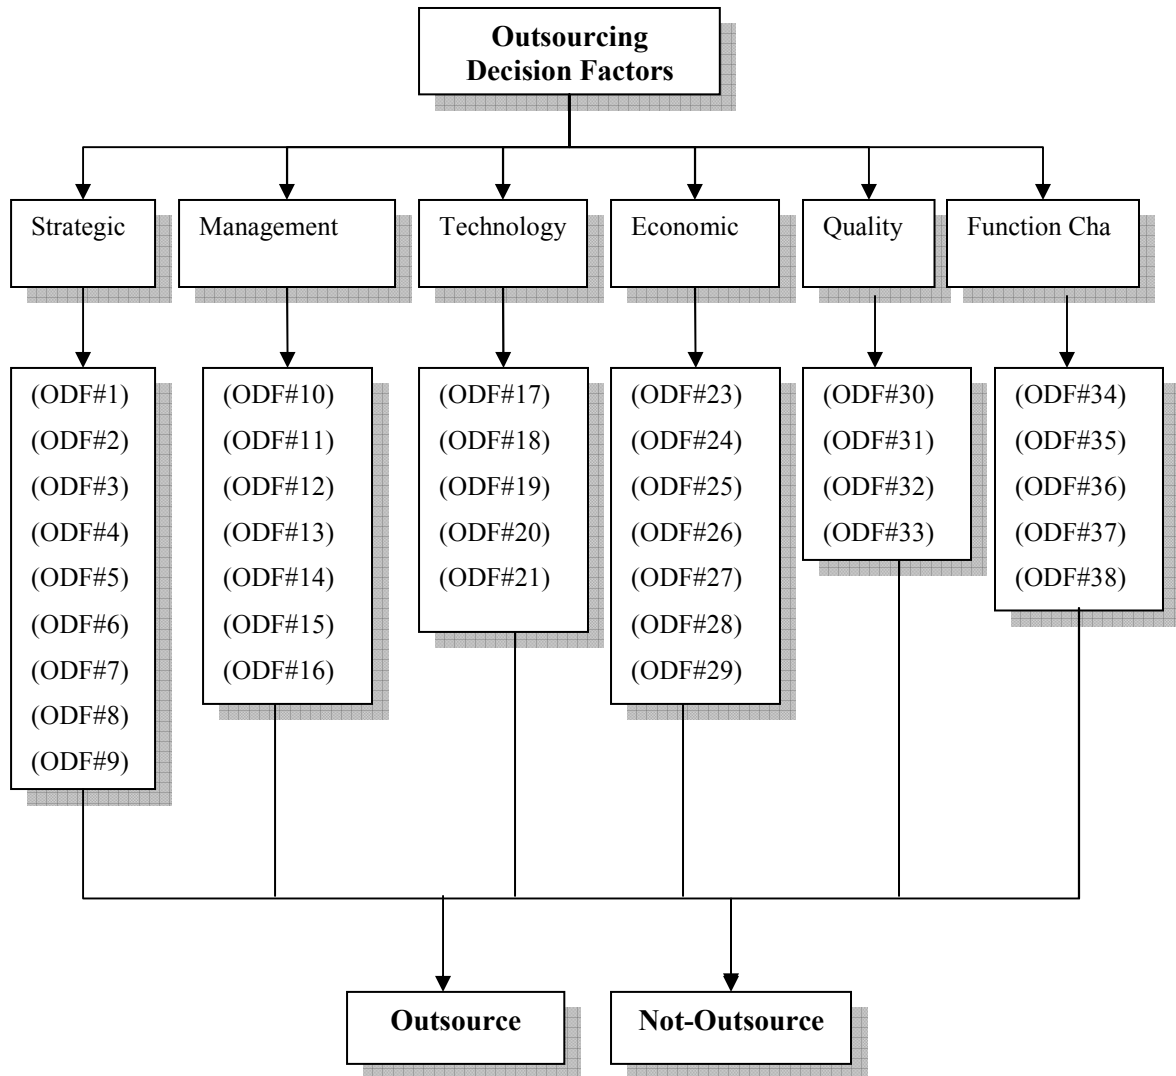 Outsourcing
Decision Factors
Strategic
Management
Technology
Economic
Quality
Function Cha
(ODF#1)
(ODF#2)
(ODF#3)
(ODF#4)
(ODF#5)
(ODF#6)
(ODF#7)
(ODF#8)
(ODF#9)
(ODF#10)
(ODF#11)
(ODF#12)
(ODF#13)
(ODF#14)
(ODF#15)
(ODF#16)
(ODF#17)
(ODF#18)
(ODF#19)
(ODF#20)
(ODF#21)
(ODF#23)
(ODF#24)
(ODF#25)
(ODF#26)
(ODF#27)
(ODF#28)
(ODF#29)
(ODF#30)
(ODF#31)
(ODF#32)
(ODF#33)
(ODF#34)
(ODF#35)
(ODF#36)
(ODF#37)
(ODF#38)
Outsource
Not-Outsource